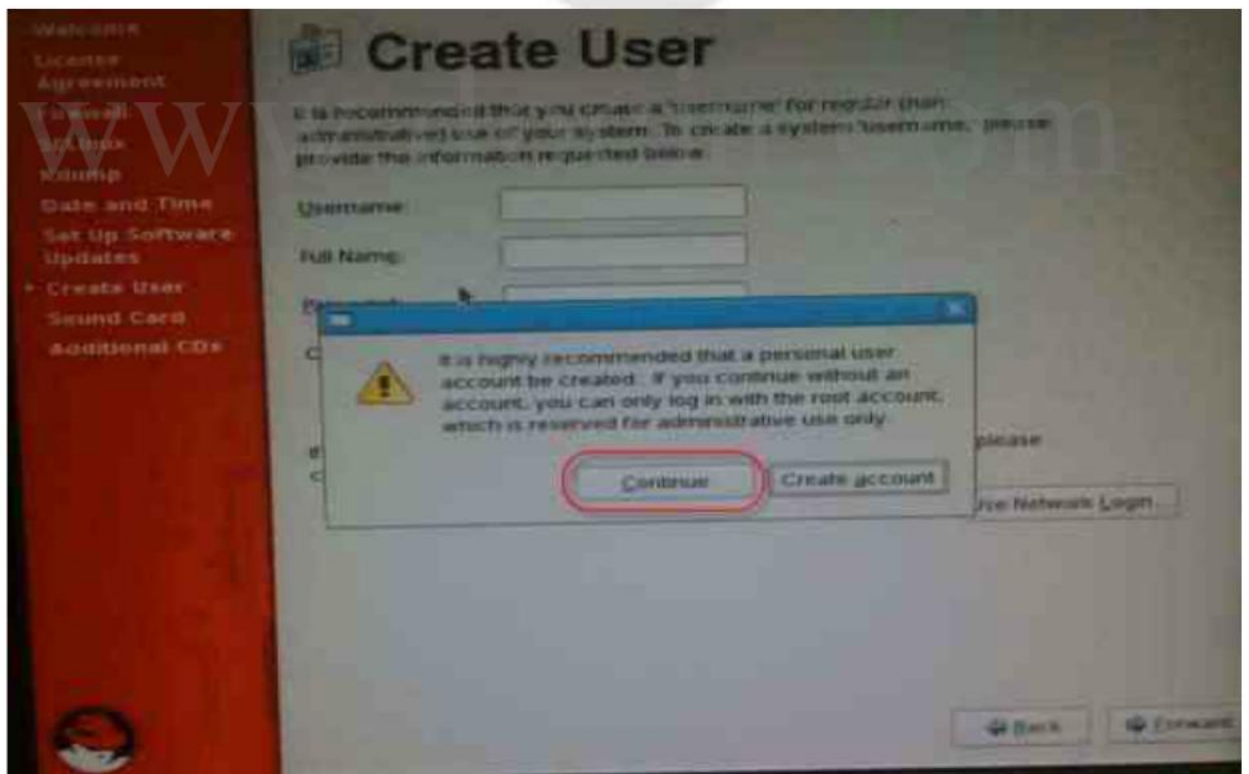 Welcome
License
Agreement
Firewall
SELinux
Kdump
Date and Time
Set Up Software
Updates
Create User
Sound Card
Additional CDs
Create User
It is recommended that you create a 'username' for regular (non-
administrative) use of your system. To create a system 'username,' please
provide the information requested below.
Username:
Full Name:
It is highly recommended that a personal user
account be created. If you continue without an
account, you can only log in with the root account,
which is reserved for administrative use only.
Continue
Create account
please
Use Network Login...
Back
Forward